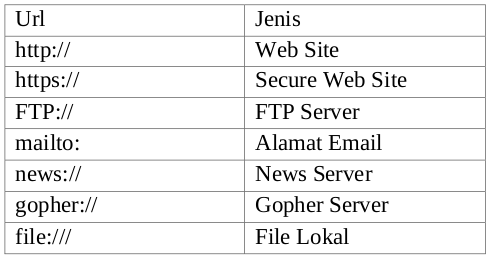 Url Jenis
http:// Web Site
https:// Secure Web Site
FTP:// FTP Server
mailto: Alamat Email
news:// News Server
gopher:// Gopher Server
file:/// File Lokal